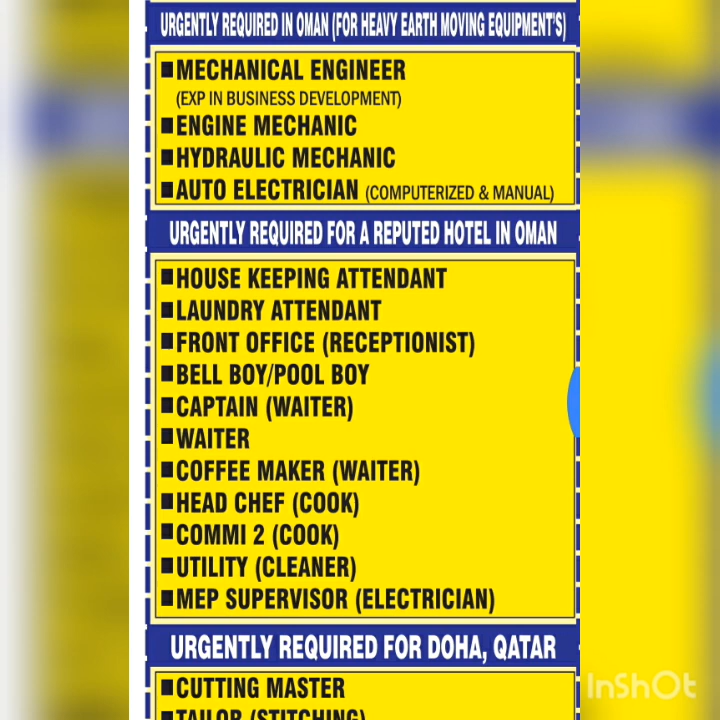 URGENTLY REQUIRED IN OMAN (FOR HEAVY EARTH MOVING EQUIPMENT'S)
■ MECHANICAL ENGINEER
(EXP IN BUSINESS DEVELOPMENT)
■ ENGINE MECHANIC
■ HYDRAULIC MECHANIC
■ AUTO ELECTRICIAN (COMPUTERIZED & MANUAL)
URGENTLY REQUIRED FOR A REPUTED HOTEL IN OMAN
■ HOUSE KEEPING ATTENDANT
■ LAUNDRY ATTENDANT
■ FRONT OFFICE (RECEPTIONIST)
■ BELL BOY/POOL BOY
■ CAPTAIN (WAITER)
■ WAITER
■ COFFEE MAKER (WAITER)
■ HEAD CHEF (COOK)
■ COMMI 2 (COOK)
■ UTILITY (CLEANER)
■ MEP SUPERVISOR (ELECTRICIAN)
URGENTLY REQUIRED FOR DOHA, QATAR
■ CUTTING MASTER
■ TAILOR (STITCHING)
InShOt